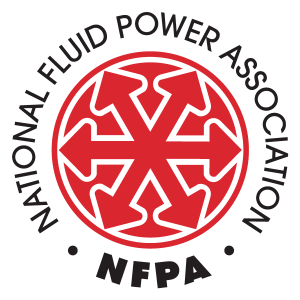 NATIONAL FLUID POWER ASSOCIATION
• NFPA •